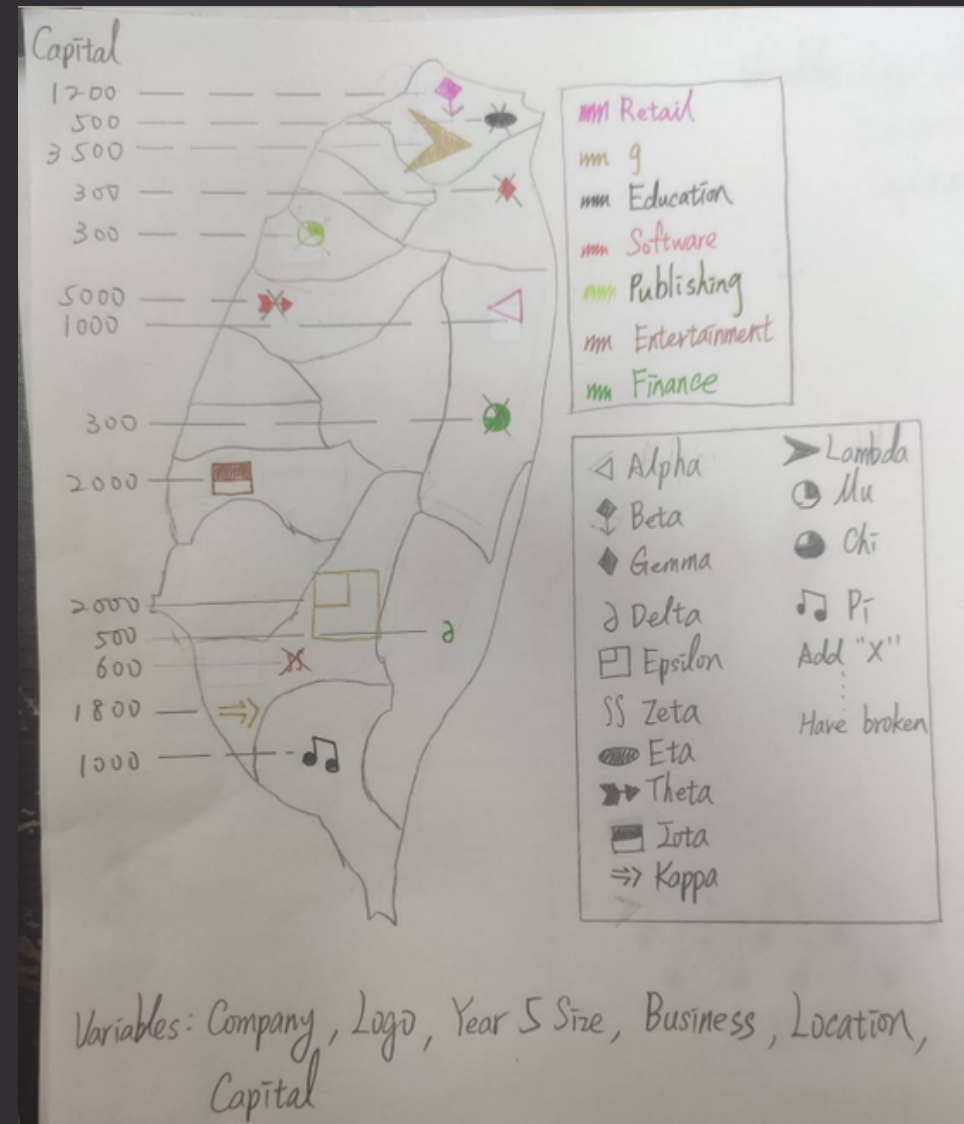 Capital
1200
500
3500
300
300
5000
1000
300
2000
2000
500
600
1800
1000
Retail
g
Education
Software
Publishing
Entertainment
Finance
Alpha
Beta
Gemma
∂ Delta
Epsilon
SS Zeta
Eta
Theta
Iota
Kappa
Lambda
Mu
Chi
Pi
Add "X"
Have broken
∂
Variables: Company, Logo, Year 5 Size, Business, Location,
Capital